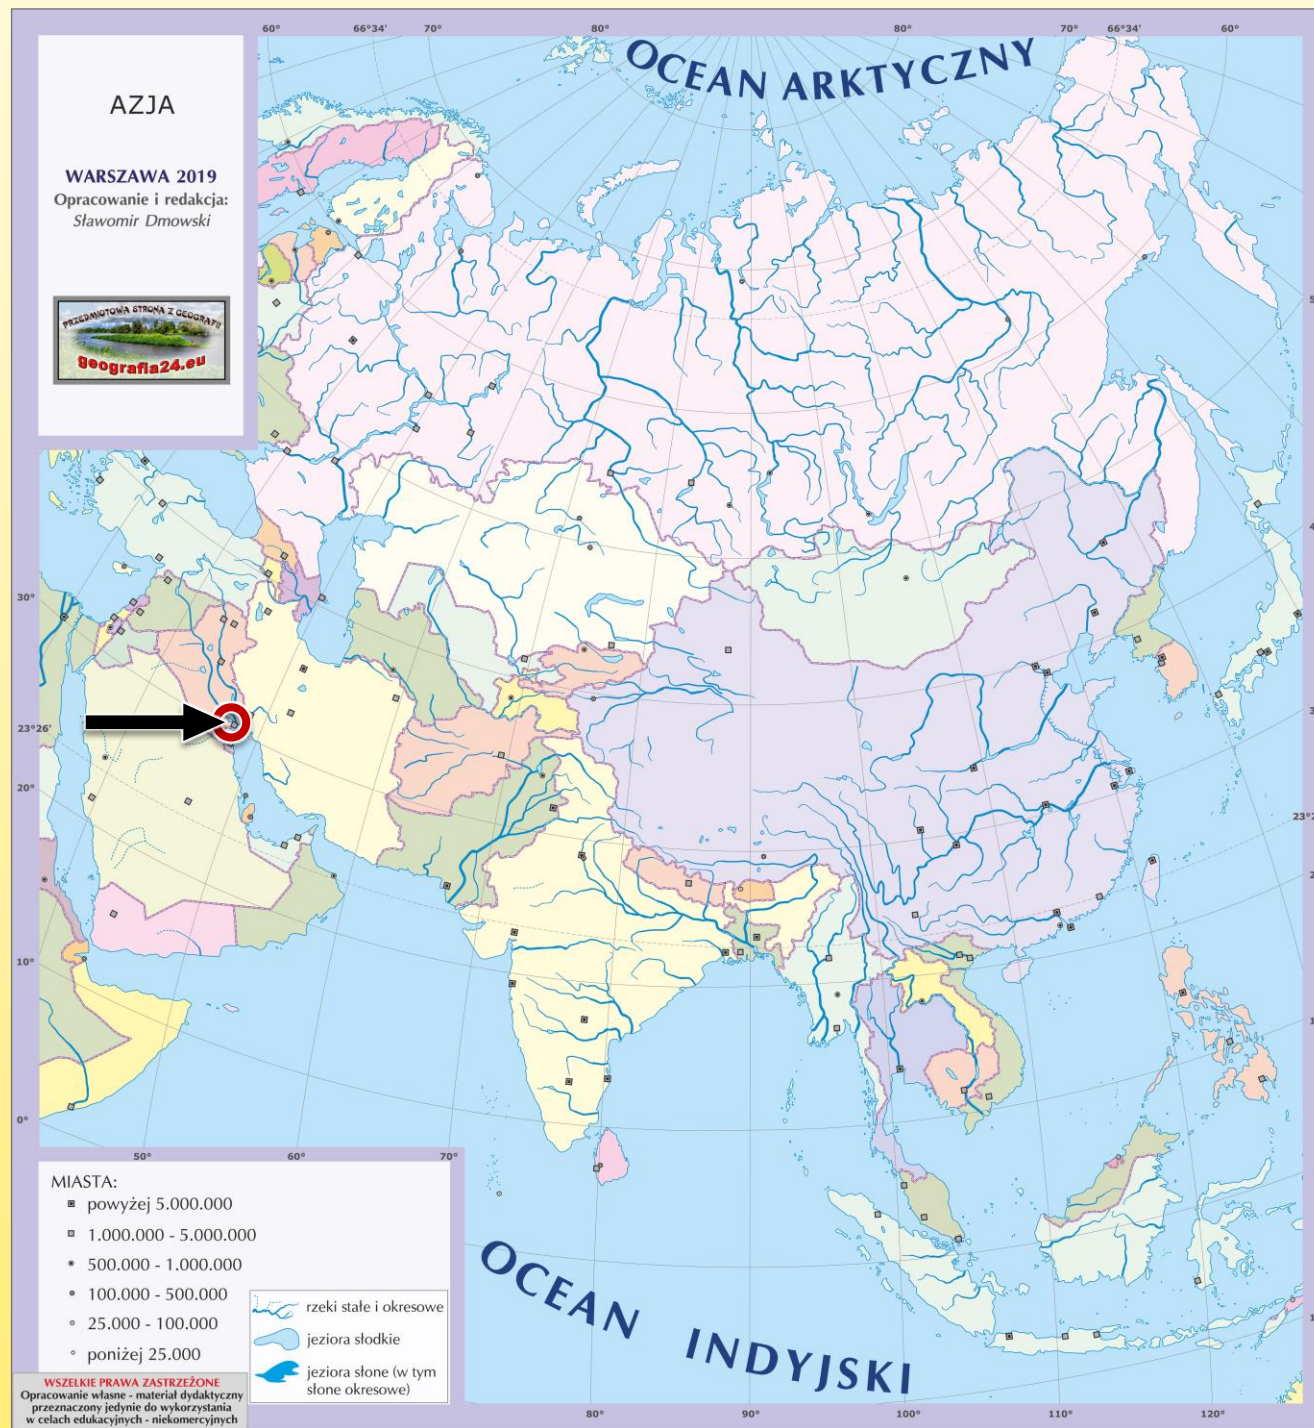 60°
66°34'
70°
80°
80°
70°
66°34'
60°
OCEAN ARKTYCZNY
AZJA
WARSZAWA 2019
Opracowanie i redakcja:
Sławomir Dmowski
PRZEDMIOTOWA STRONA Z GEOGRAFII
geografia24.eu
30°
23°26'
20°
10°
0°
50°
60°
70°
MIASTA:
powyżej 5.000.000
1.000.000 - 5.000.000
500.000 - 1.000.000
100.000 - 500.000
25.000 - 100.000
poniżej 25.000
rzeki stałe i okresowe
jeziora słodkie
jeziora słone (w tym
słone okresowe)
OCEAN INDYJSKI
WSZELKIE PRAWA ZASTRZEŻONE
Opracowanie własne - materiał dydaktyczny
przeznaczony jedynie do wykorzystania
w celach edukacyjnych - niekomercyjnych
80°
90°
100°
110°
120°